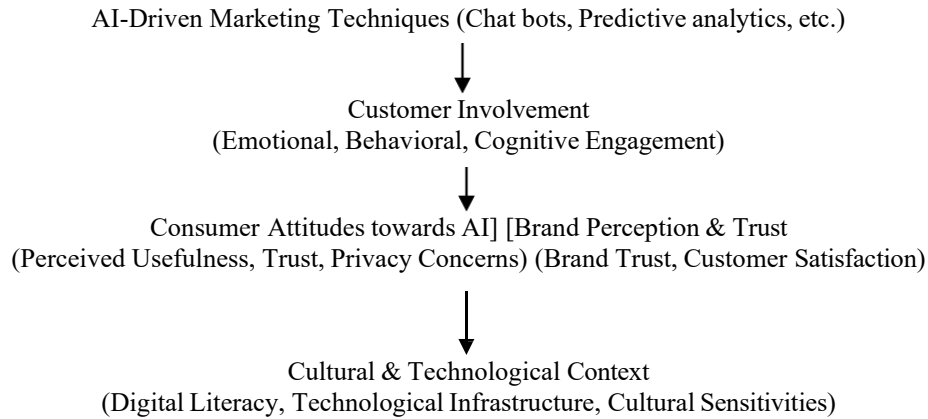 AI-Driven Marketing Techniques (Chat bots, Predictive analytics, etc.)
Customer Involvement
(Emotional, Behavioral, Cognitive Engagement)
Consumer Attitudes towards AI] [Brand Perception & Trust
(Perceived Usefulness, Trust, Privacy Concerns) (Brand Trust, Customer Satisfaction)
Cultural & Technological Context
(Digital Literacy, Technological Infrastructure, Cultural Sensitivities)